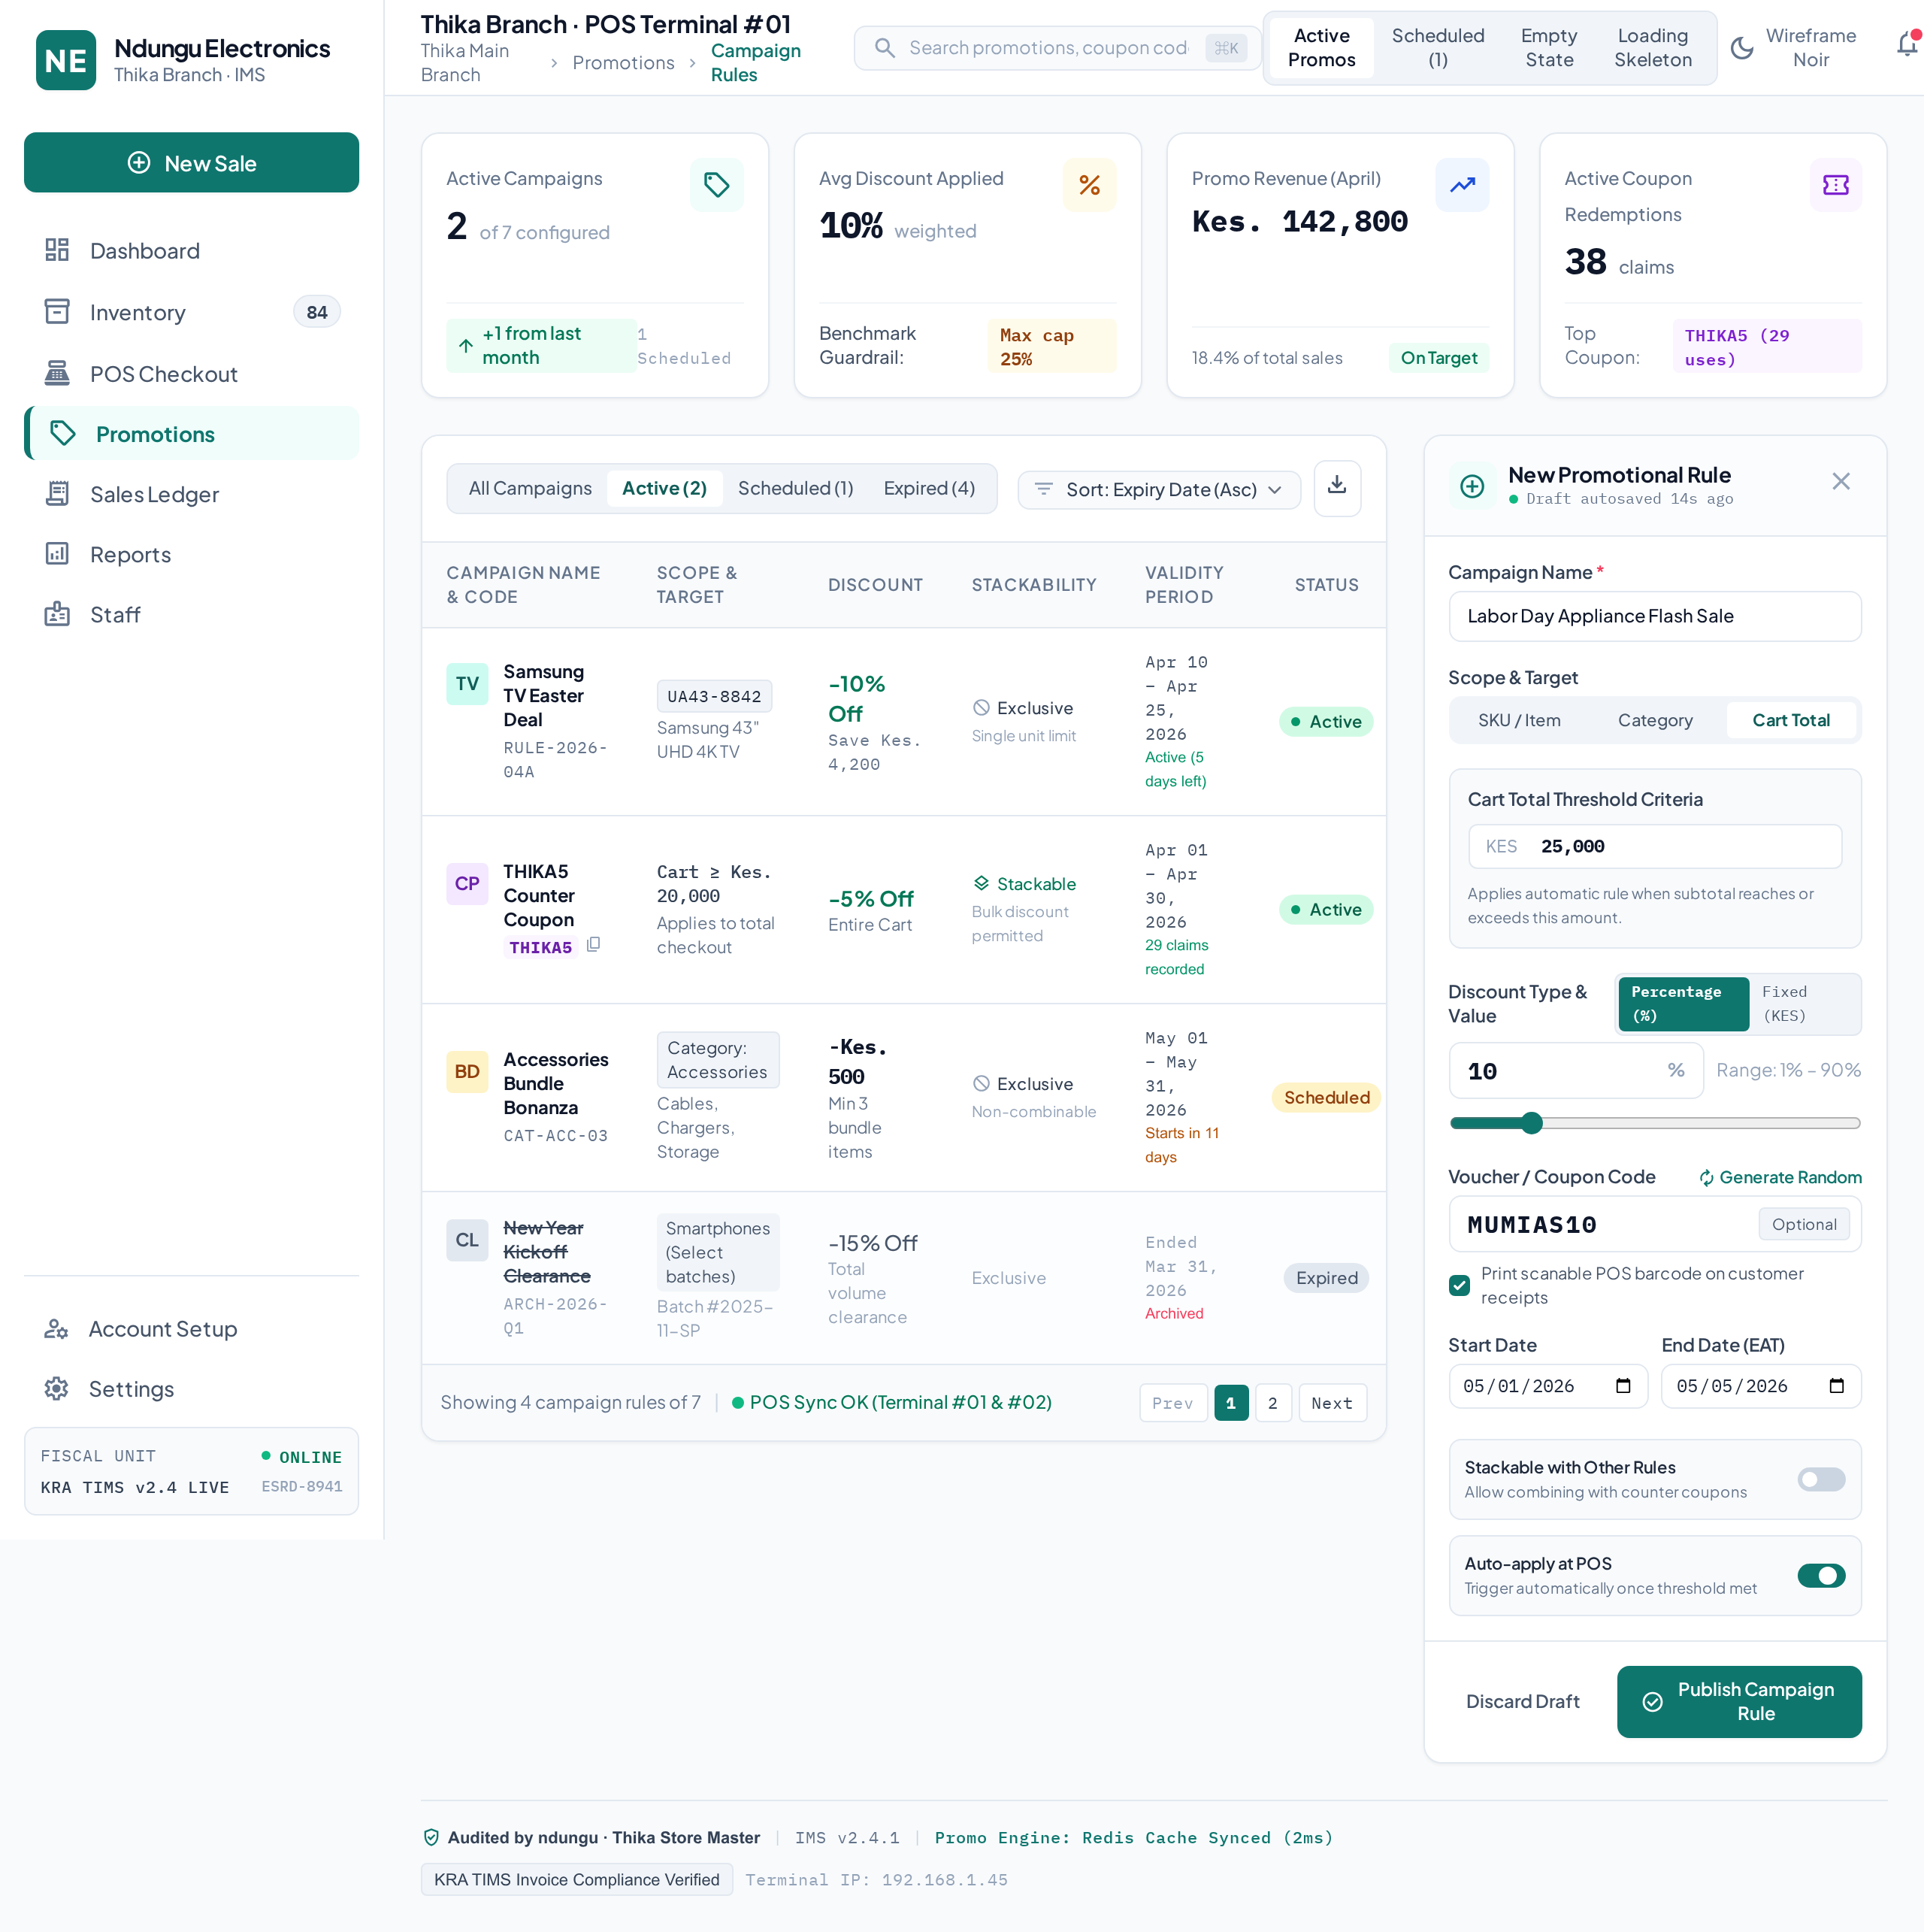 NE
Ndungu Electronics
Thika Branch · IMS
New Sale
Dashboard
Inventory
84
POS Checkout
Promotions
Sales Ledger
Reports
Staff
Account Setup
Settings
FISCAL UNIT
ONLINE
KRA TIMS v2.4 LIVE
ESRD-8941
Thika Branch · POS Terminal #01
Thika Main
Branch
Promotions
Campaign
Rules
Search promotions, coupon cod
⌘K
Active
Promos
Scheduled
(1)
Empty
State
Loading
Skeleton
Wireframe
Noir
Active Campaigns
2 of 7 configured
+1 from last
month
1
Scheduled
Avg Discount Applied
10% weighted
Benchmark
Guardrail:
Max cap
25%
Promo Revenue (April)
Kes. 142,800
18.4% of total sales
On Target
Active Coupon
Redemptions
38 claims
Top
Coupon:
THIKA5 (29
uses)
All Campaigns
Active (2)
Scheduled (1)
Expired (4)
Sort: Expiry Date (Asc)
CAMPAIGN NAME
& CODE
SCOPE &
TARGET
DISCOUNT
STACKABILITY
VALIDITY
PERIOD
STATUS
TV
Samsung
TV Easter
Deal
RULE-2026-
04A
UA43-8842
Samsung 43"
UHD 4K TV
-10%
Off
Save Kes.
4,200
Exclusive
Single unit limit
Apr 10
– Apr
25,
2026
Active (5
days left)
Active
CP
THIKA5
Counter
Coupon
THIKA5
Cart ≥ Kes.
20,000
Applies to total
checkout
-5% Off
Entire Cart
Stackable
Bulk discount
permitted
Apr 01
– Apr
30,
2026
29 claims
recorded
Active
BD
Accessories
Bundle
Bonanza
CAT-ACC-03
Category:
Accessories
Cables,
Chargers,
Storage
-Kes.
500
Min 3
bundle
items
Exclusive
Non-combinable
May 01
– May
31,
2026
Starts in 11
days
Scheduled
CL
New Year
Kickoff
Clearance
ARCH-2026-
Q1
Smartphones
(Select
batches)
Batch #2025-
11-SP
-15% Off
Total
volume
clearance
Exclusive
Ended
Mar 31,
2026
Archived
Expired
Showing 4 campaign rules of 7
POS Sync OK (Terminal #01 & #02)
Prev
1
2
Next
New Promotional Rule
Draft autosaved 14s ago
Campaign Name *
Labor Day Appliance Flash Sale
Scope & Target
SKU / Item
Category
Cart Total
Cart Total Threshold Criteria
KES 25,000
Applies automatic rule when subtotal reaches or
exceeds this amount.
Discount Type &
Value
Percentage
(%)
Fixed
(KES)
10 %
Range: 1% – 90%
Voucher / Coupon Code
Generate Random
MUMIAS10
Optional
Print scanable POS barcode on customer
receipts
Start Date
End Date (EAT)
05/01/2026
05/05/2026
Stackable with Other Rules
Allow combining with counter coupons
Auto-apply at POS
Trigger automatically once threshold met
Discard Draft
Publish Campaign
Rule
Audited by ndungu · Thika Store Master
IMS v2.4.1
Promo Engine: Redis Cache Synced (2ms)
KRA TIMS Invoice Compliance Verified
Terminal IP: 192.168.1.45